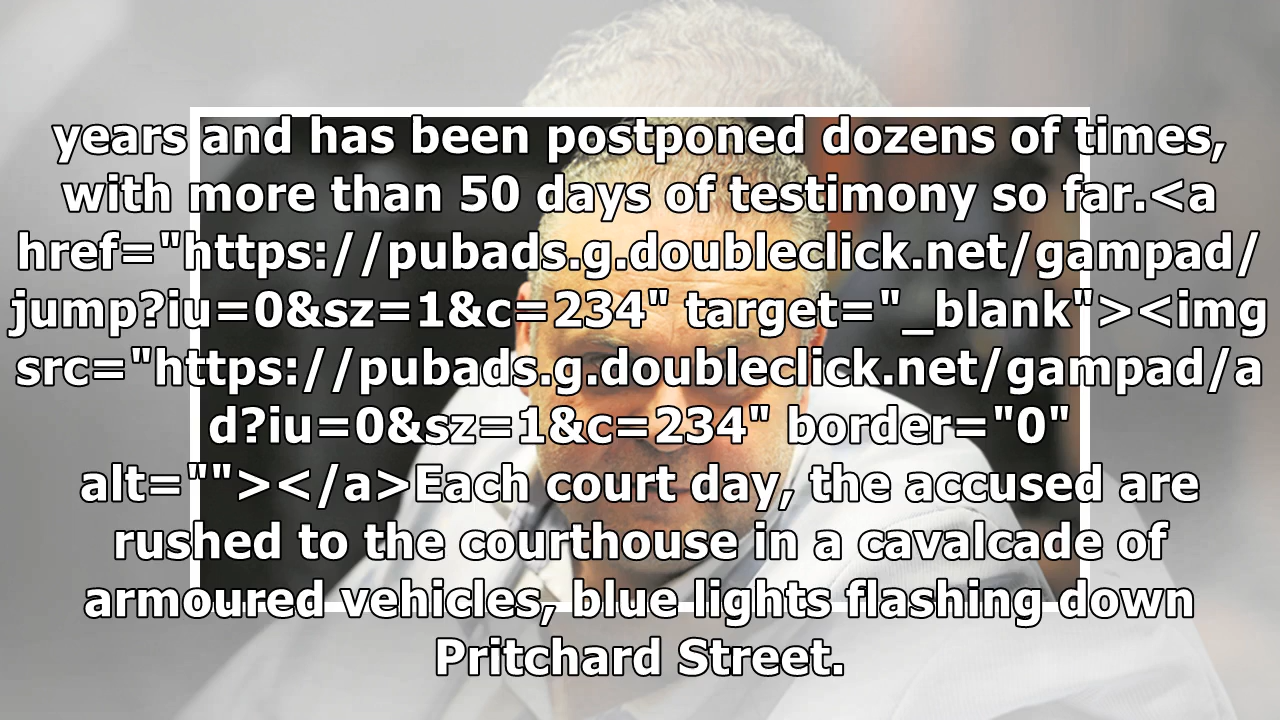 years and has been postponed dozens of times,
with more than 50 days of testimony so far.<a
href="https://pubads.g.doubleclick.net/gampad/
jump?iu=0&sz=1&c=234" target="_blank"><img
src="https://pubads.g.doubleclick.net/gampad/a
d?iu=0&sz=1&c=234" border="0"
alt=""></a>Each court day, the accused are
rushed to the courthouse in a cavalcade of
armoured vehicles, blue lights flashing down
Pritchard Street.